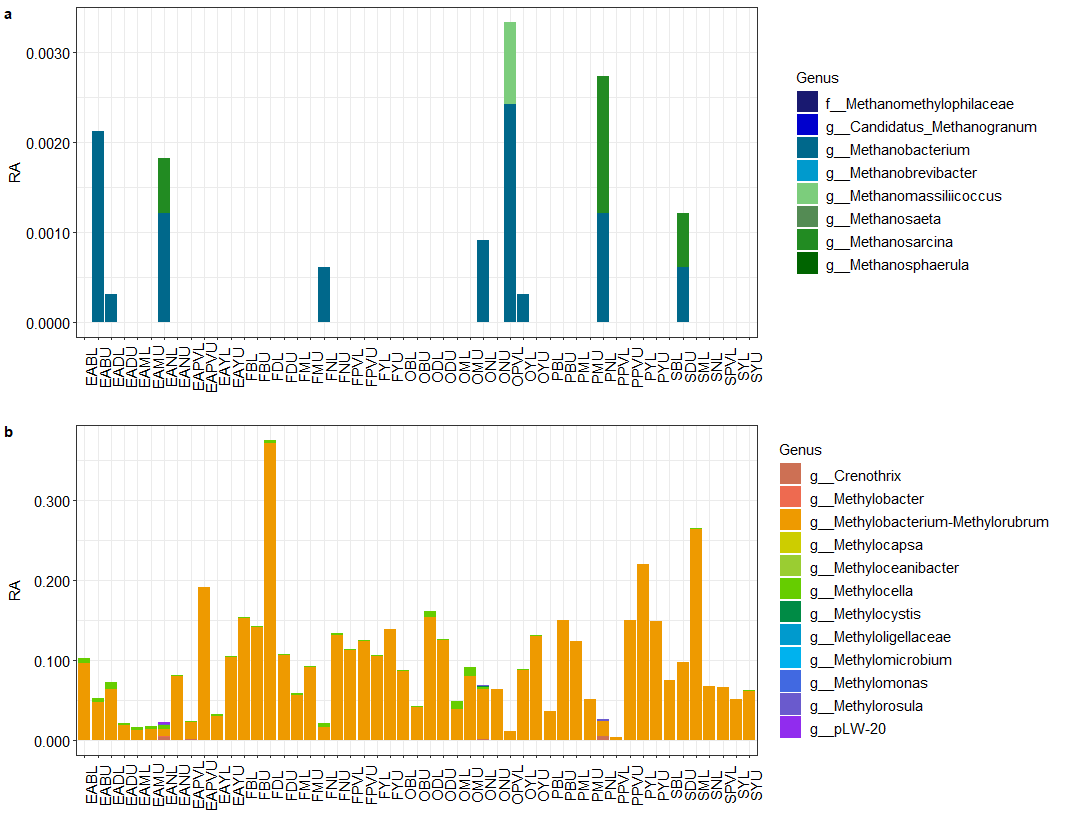 a
RA
0.0030
0.0020
0.0010
0.0000
EABL
EABU
EADL
EADU
EAML
EAMU
EANL
EANU
EAPVL
EAPVU
EAYL
EAYU
FBL
FBU
FDL
FDU
FML
FMU
FNL
FNU
FPVL
FPVU
FYL
FYU
OBL
OBU
ODL
ODU
OML
OMU
ONL
ONU
OPVL
OYL
OYU
PBL
PBU
PML
PMU
PNL
PPVL
PPVU
PYL
PYU
SBL
SDU
SML
SNL
SPVL
SYL
SYU
Genus
f__Methanomethylophilaceae
g__Candidatus_Methanogranum
g__Methanobacterium
g__Methanobrevibacter
g__Methanomassiliicoccus
g__Methanosaeta
g__Methanosarcina
g__Methanosphaerula
b
RA
0.300
0.200
0.100
0.000
EABL
EABU
EADL
EADU
EAML
EAMU
EANL
EANU
EAPVL
EAPVU
EAYL
EAYU
FBL
FBU
FDL
FDU
FML
FMU
FNL
FNU
FPVL
FPVU
FYL
FYU
OBL
OBU
ODL
ODU
OML
OMU
ONL
ONU
OPVL
OYL
OYU
PBL
PBU
PML
PMU
PNL
PPVL
PPVU
PYL
PYU
SBL
SDU
SML
SNL
SPVL
SYL
SYU
Genus
g__Crenothrix
g__Methylobacter
g__Methylobacterium-Methylorubrum
g__Methylocapsa
g__Methyloceanibacter
g__Methylocella
g__Methylocystis
g__Methyloligellaceae
g__Methylomicrobium
g__Methylomonas
g__Methylorosula
g__pLW-20